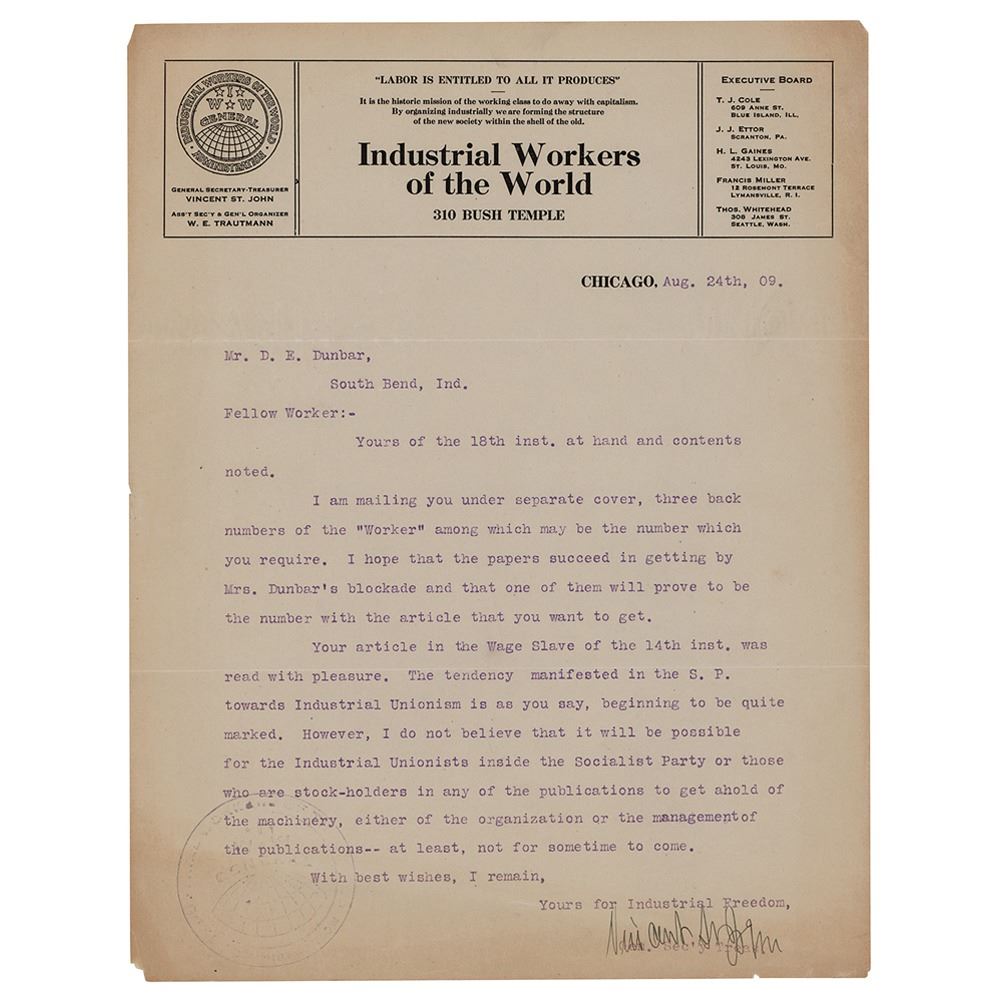 INDUSTRIAL WORKERS OF THE WORLD
I
W W
GENERAL
ADMINISTRATION
GENERAL SECRETARY-TREASURER
VINCENT ST. JOHN
ASS'T SEC'Y & GEN'L ORGANIZER
W. E. TRAUTMANN
"LABOR IS ENTITLED TO ALL IT PRODUCES"
It is the historic mission of the working class to do away with capitalism.
By organizing industrially we are forming the structure
of the new society within the shell of the old.
Industrial Workers
of the World
310 BUSH TEMPLE
EXECUTIVE BOARD
T. J. COLE
609 ANNE ST.
BLUE ISLAND, ILL.
J. J. ETTOR
SCRANTON, PA.
H. L. GAINES
4243 LEXINGTON AVE.
ST. LOUIS, MO.
FRANCIS MILLER
12 ROSEMONT TERRACE
LYMANSVILLE, R. I.
THOS. WHITEHEAD
308 JAMES ST.
SEATTLE, WASH.
CHICAGO, Aug. 24th, 09.
Mr. D. E. Dunbar,
South Bend, Ind.
Fellow Worker:-
Yours of the 18th inst. at hand and contents
noted.
I am mailing you under separate cover, three back
numbers of the "Worker" among which may be the number which
you require. I hope that the papers succeed in getting by
Mrs. Dunbar's blockade and that one of them will prove to be
the number with the article that you want to get.
Your article in the Wage Slave of the 14th inst. was
read with pleasure. The tendency manifested in the S. P.
towards Industrial Unionism is as you say, beginning to be quite
marked. However, I do not believe that it will be possible
for the Industrial Unionists inside the Socialist Party or those
who are stock-holders in any of the publications to get ahold of
the machinery, either of the organization or the management of
the publications-- at least, not for sometime to come.
With best wishes, I remain,
Yours for Industrial Freedom,
Vincent St John